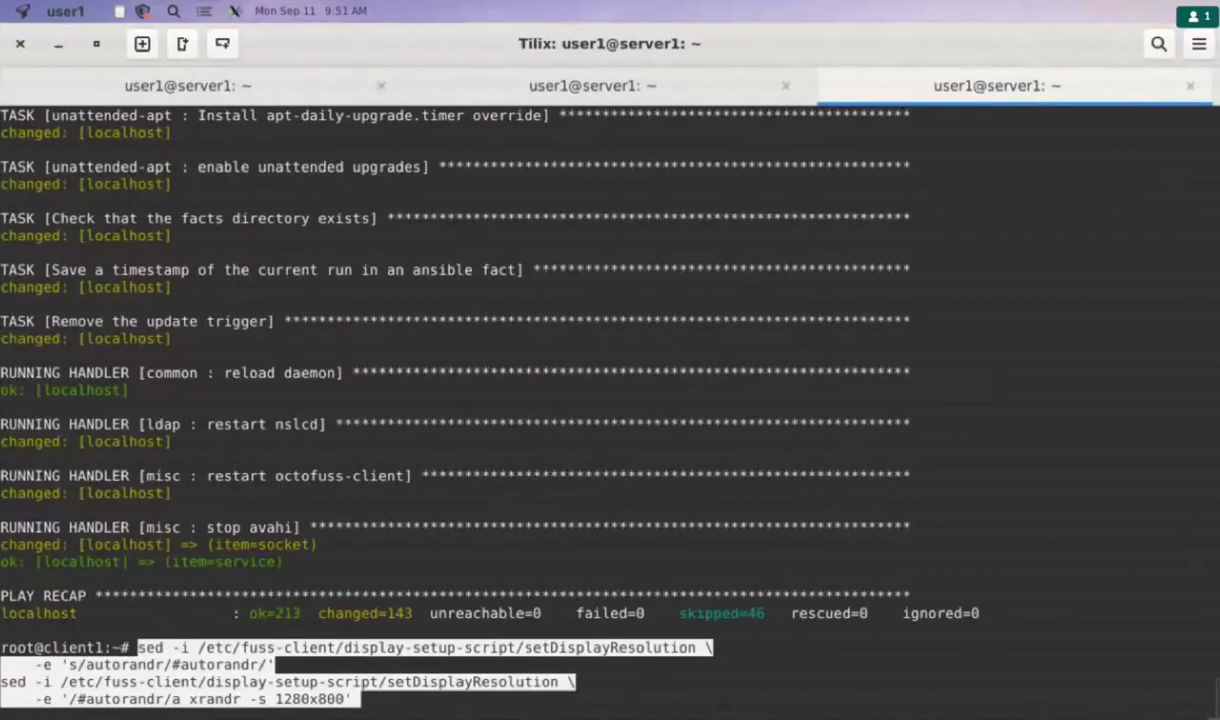 user1
Mon Sep 11 9:51 AM
1
Tilix: user1@server1: ~
user1@server1: ~
user1@server1: ~
user1@server1: ~
TASK [unattended-apt : Install apt-daily-upgrade.timer override] *****************************************
changed: [localhost]
TASK [unattended-apt : enable unattended upgrades] *******************************************************
changed: [localhost]
TASK [Check that the facts directory exists] *************************************************************
changed: [localhost]
TASK [Save a timestamp of the current run in an ansible fact] ********************************************
changed: [localhost]
TASK [Remove the update trigger] *************************************************************************
changed: [localhost]
RUNNING HANDLER [common : reload daemon] *****************************************************************
ok: [localhost]
RUNNING HANDLER [ldap : restart nslcd] *******************************************************************
changed: [localhost]
RUNNING HANDLER [misc : restart octofuss-client] *********************************************************
changed: [localhost]
RUNNING HANDLER [misc : stop avahi] **********************************************************************
changed: [localhost] => (item=socket)
ok: [localhost] => (item=service)
PLAY RECAP ***********************************************************************************************
localhost : ok=213 changed=143 unreachable=0 failed=0 skipped=46 rescued=0 ignored=0
root@client1:~# sed -i /etc/fuss-client/display-setup-script/setDisplayResolution \
-e 's/autorandr/#autorandr/'
sed -i /etc/fuss-client/display-setup-script/setDisplayResolution \
-e '/#autorandr/a xrandr -s 1280x800'